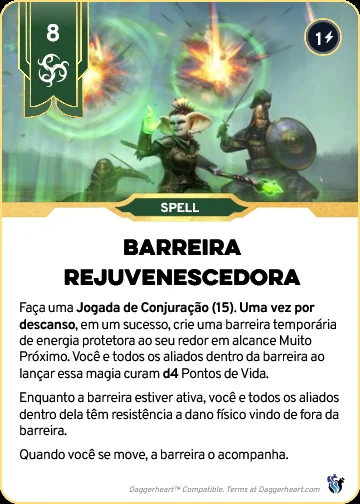 8
1
SPELL
BARREIRA
REJUVENESCEDORA
Faça uma Jogada de Conjuração (15). Uma vez por
descanso, em um sucesso, crie uma barreira temporária
de energia protetora ao seu redor em alcance Muito
Próximo. Você e todos os aliados dentro da barreira ao
lançar essa magia curam d4 Pontos de Vida.
Enquanto a barreira estiver ativa, você e todos os aliados
dentro dela têm resistência a dano físico vindo de fora da
barreira.
Quando você se move, a barreira o acompanha.
Daggerheart™ Compatible. Terms at Daggerheart.com